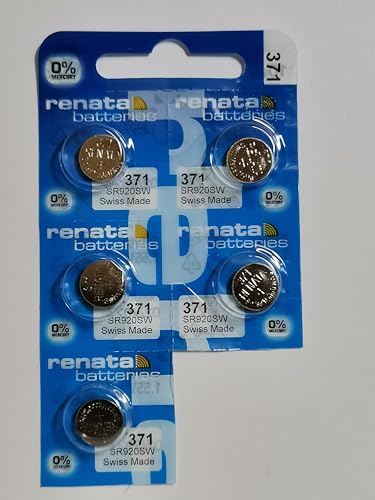 0%
MERCURY
371
renata
batteries
371
SR920SW
Swiss Made
0%
MERCURY
renata
batteries
371
SR920SW
Swiss Made
0%
MERCURY
renata
batteries
371
SR920SW
Swiss Made
0%
MERCURY
renata
batteries
371
SR920SW
Swiss Made
0%
MERCURY
renata
batteries
371
SR920SW
Swiss Made
0%
MERCURY